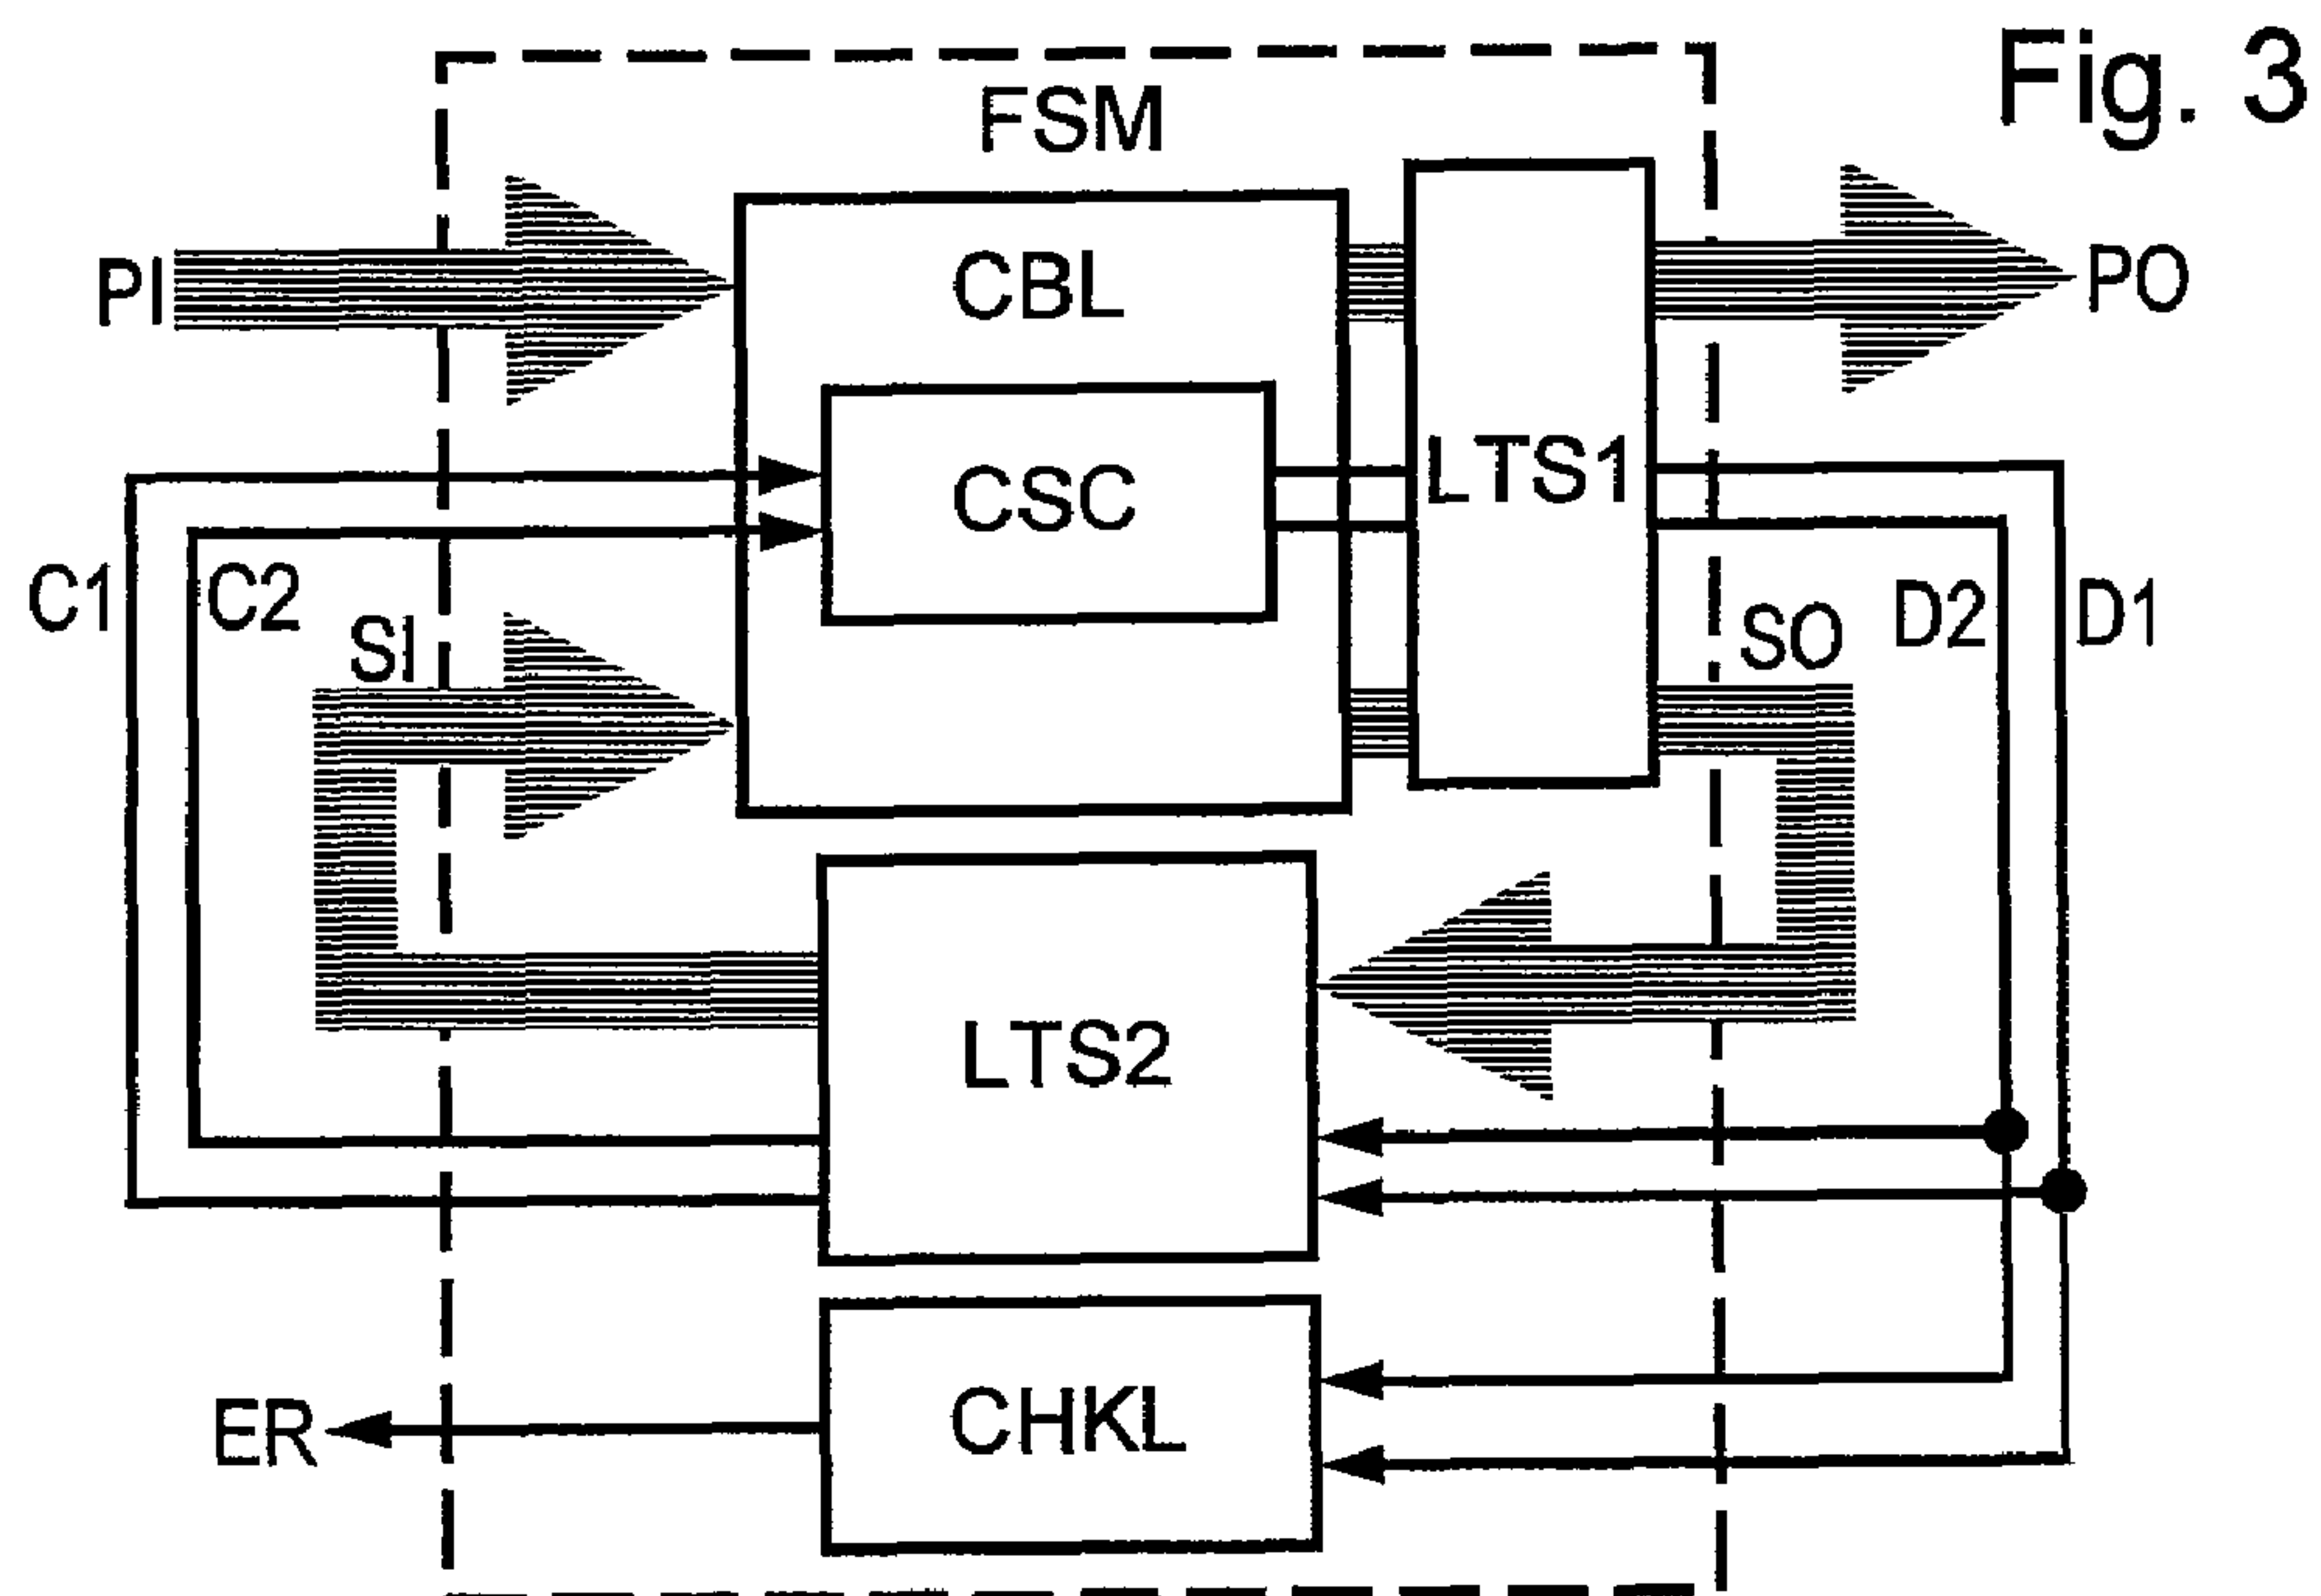 Fig. 3
FSM
PI
CBL
PO
CSC
LTS1
C1
C2
SI
SO
D2
D1
LTS2
ER
CHKL